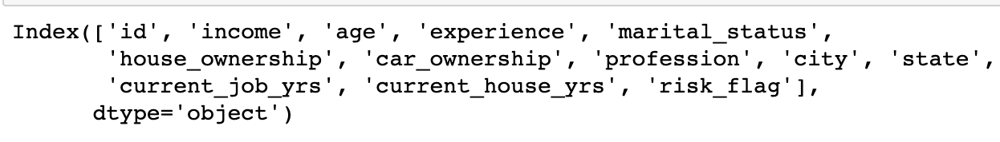 Index(['id', 'income', 'age', 'experience', 'marital_status',
'house_ownership', 'car_ownership', 'profession', 'city', 'state',
'current_job_yrs', 'current_house_yrs', 'risk_flag'],
dtype='object')